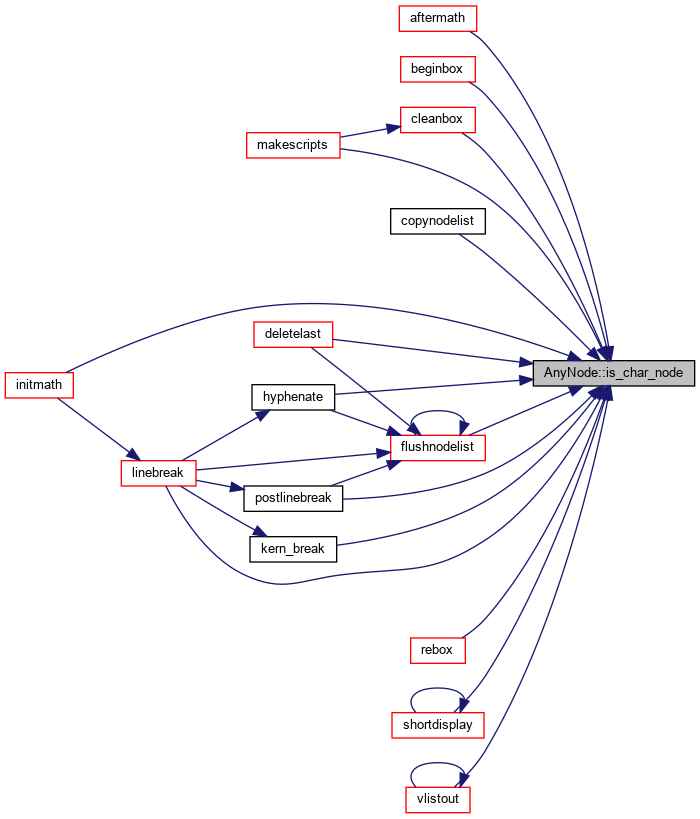 aftermath
beginbox
cleanbox
makescripts
copynodelist
deletelast
AnyNode::is_char_node
initmath
hyphenate
flushnodelist
linebreak
postlinebreak
kern_break
rebox
shortdisplay
vlistout